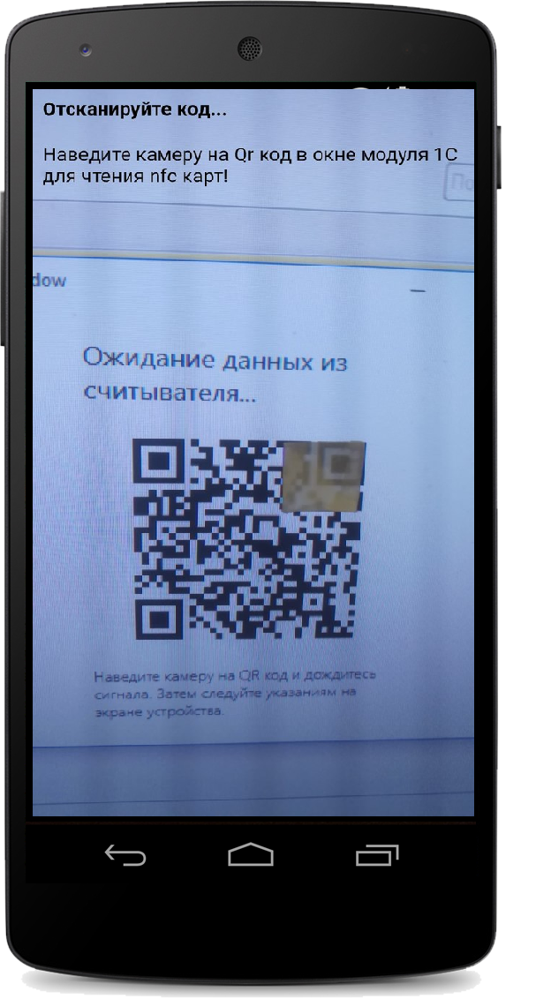 Отсканируйте код...
Наведите камеру на Qr код в окне модуля 1С
для чтения nfc карт!
По
dow
Ожидание данных из
считывателя...
Наведите камеру на QR код и дождитесь
сигнала. Затем следуйте указаниям на
экране устройства.